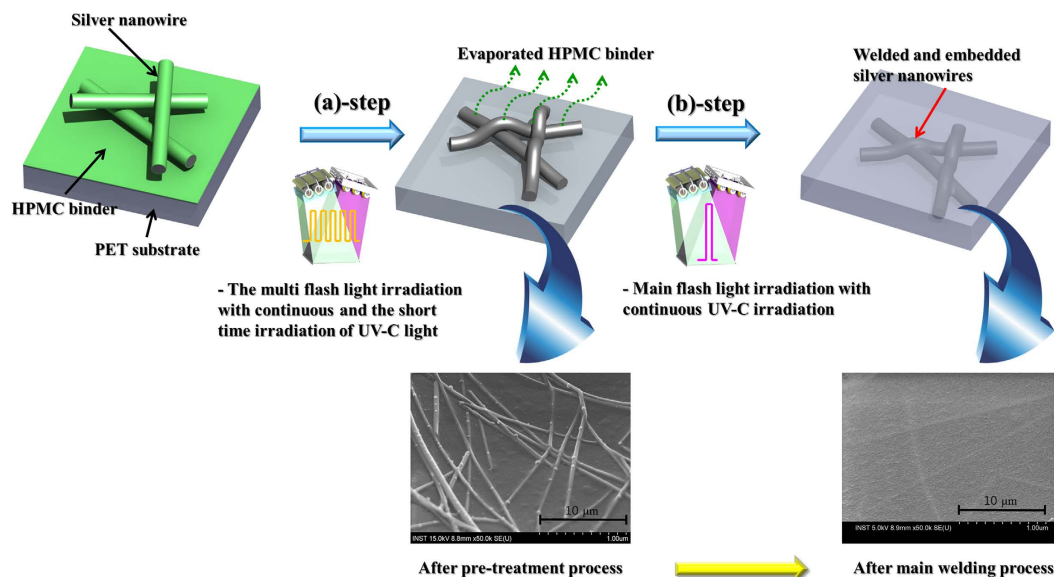 Silver nanowire
HPMC binder
PET substrate
(a)-step
- The multi flash light irradiation
with continuous and the short
time irradiation of UV-C light
Evaporated HPMC binder
(b)-step
- Main flash light irradiation with
continuous UV-C irradiation
Welded and embedded
silver nanowires
10 μm
INST 15.0kV 8.8mm x50.0k SE(U)
1.00um
After pre-treatment process
10 μm
INST 5.0kV 8.9mm x50.0k SE(U)
1.00um
After main welding process